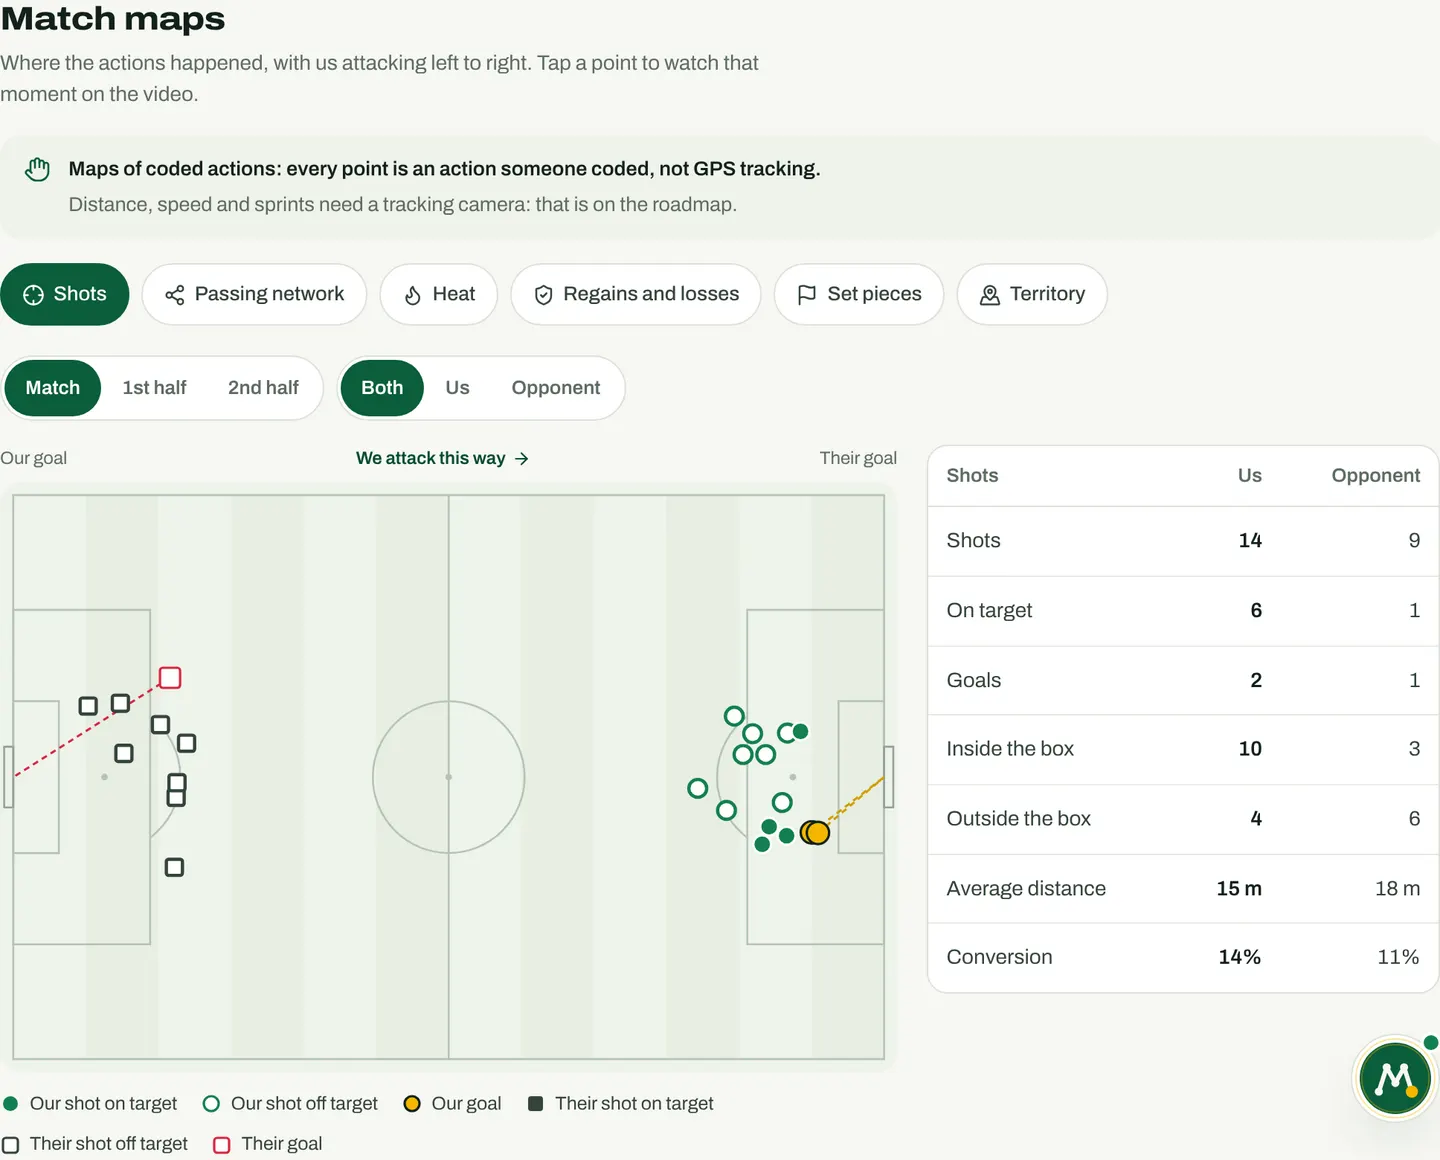 Match maps
Where the actions happened, with us attacking left to right. Tap a point to watch that
moment on the video.
Maps of coded actions: every point is an action someone coded, not GPS tracking.
Distance, speed and sprints need a tracking camera: that is on the roadmap.
Shots
Passing network
Heat
Regains and losses
Set pieces
Territory
Match
1st half
2nd half
Both
Us
Opponent
Our goal
We attack this way →
Their goal
Shots Us Opponent
Shots 14 9
On target 6 1
Goals 2 1
Inside the box 10 3
Outside the box 4 6
Average distance 15 m 18 m
Conversion 14% 11%
Our shot on target
Our shot off target
Our goal
Their shot on target
Their shot off target
Their goal
M